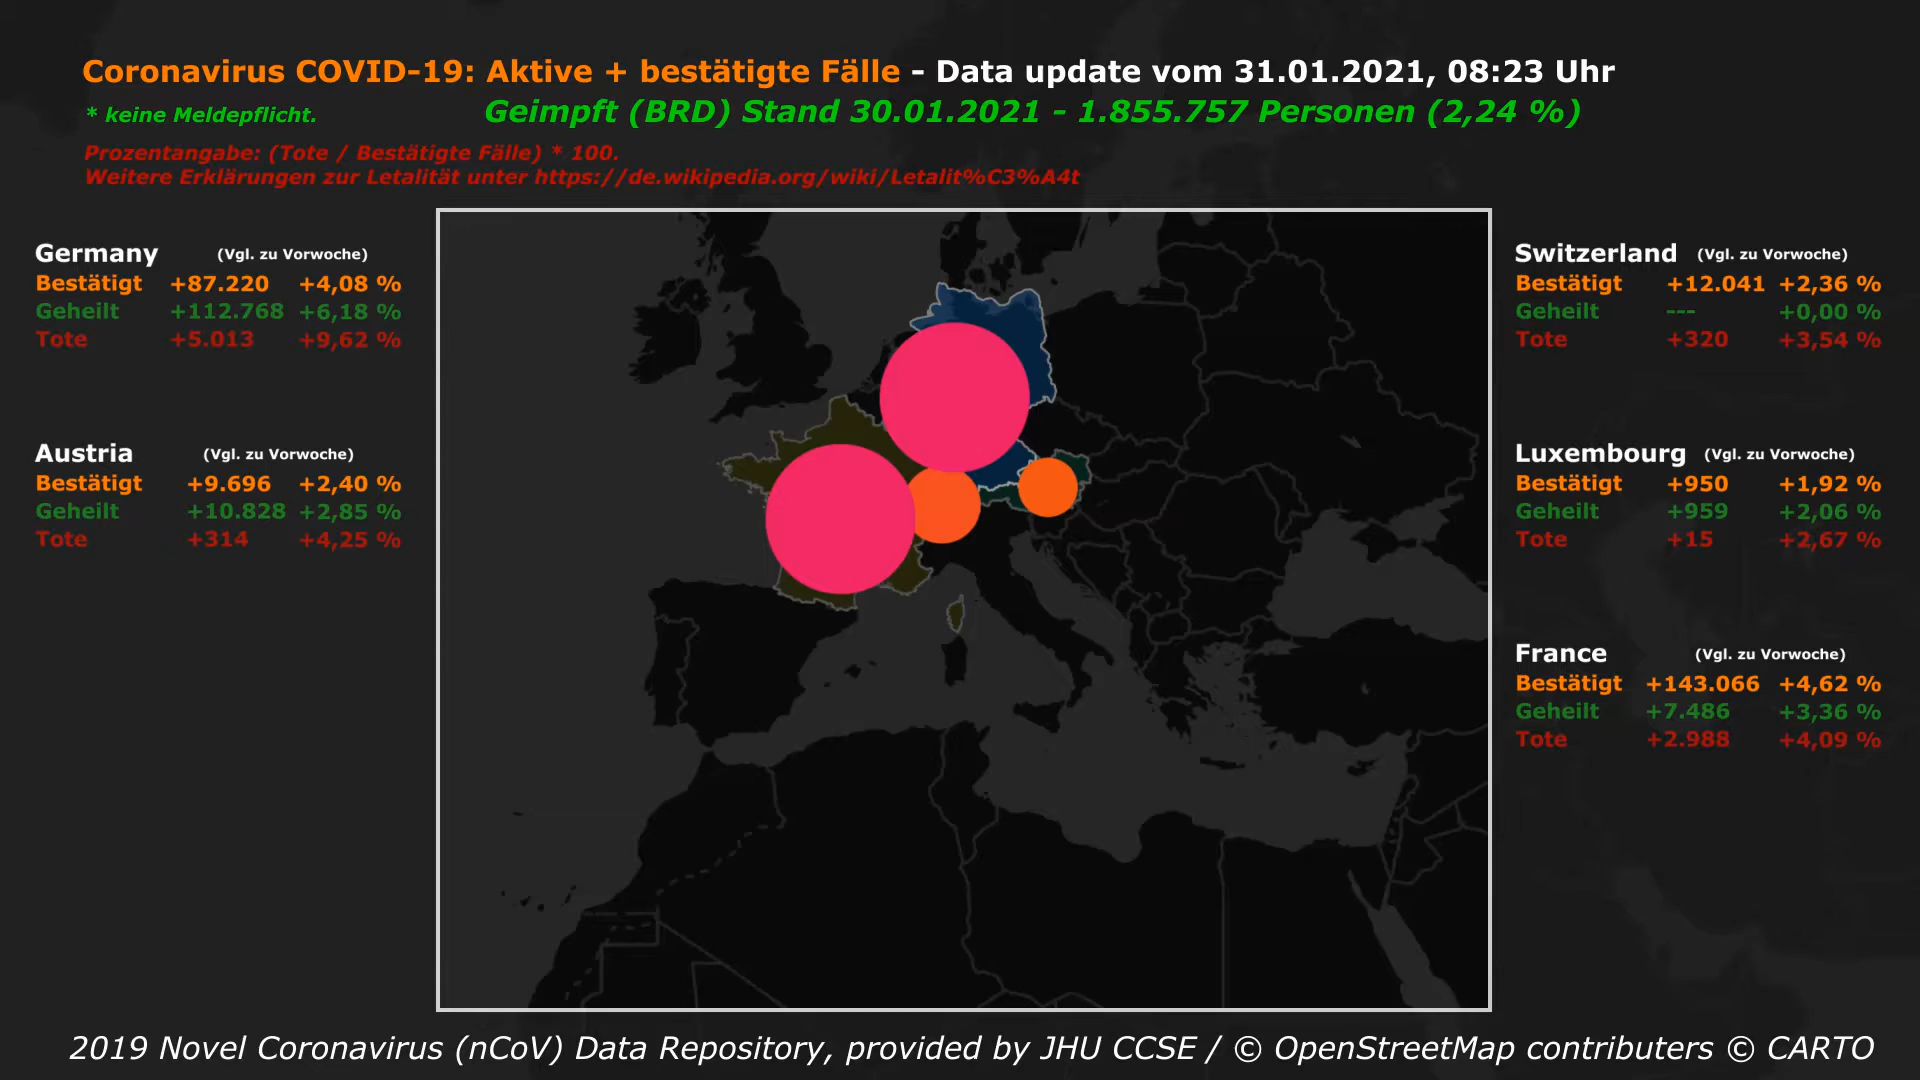 Coronavirus COVID-19: Aktive + bestätigte Fälle - Data update vom 31.01.2021, 08:23 Uhr
* keine Meldepflicht. Geimpft (BRD) Stand 30.01.2021 - 1.855.757 Personen (2,24 %)
Prozentangabe: (Tote / Bestätigte Fälle) * 100.
Weitere Erklärungen zur Letalität unter https://de.wikipedia.org/wiki/Letalit%C3%A4t
Germany (Vgl. zu Vorwoche)
Bestätigt +87.220 +4,08 %
Geheilt +112.768 +6,18 %
Tote +5.013 +9,62 %
Austria (Vgl. zu Vorwoche)
Bestätigt +9.696 +2,40 %
Geheilt +10.828 +2,85 %
Tote +314 +4,25 %
Switzerland (Vgl. zu Vorwoche)
Bestätigt +12.041 +2,36 %
Geheilt --- +0,00 %
Tote +320 +3,54 %
Luxembourg (Vgl. zu Vorwoche)
Bestätigt +950 +1,92 %
Geheilt +959 +2,06 %
Tote +15 +2,67 %
France (Vgl. zu Vorwoche)
Bestätigt +143.066 +4,62 %
Geheilt +7.486 +3,36 %
Tote +2.988 +4,09 %
2019 Novel Coronavirus (nCoV) Data Repository, provided by JHU CCSE / © OpenStreetMap contributors © CARTO